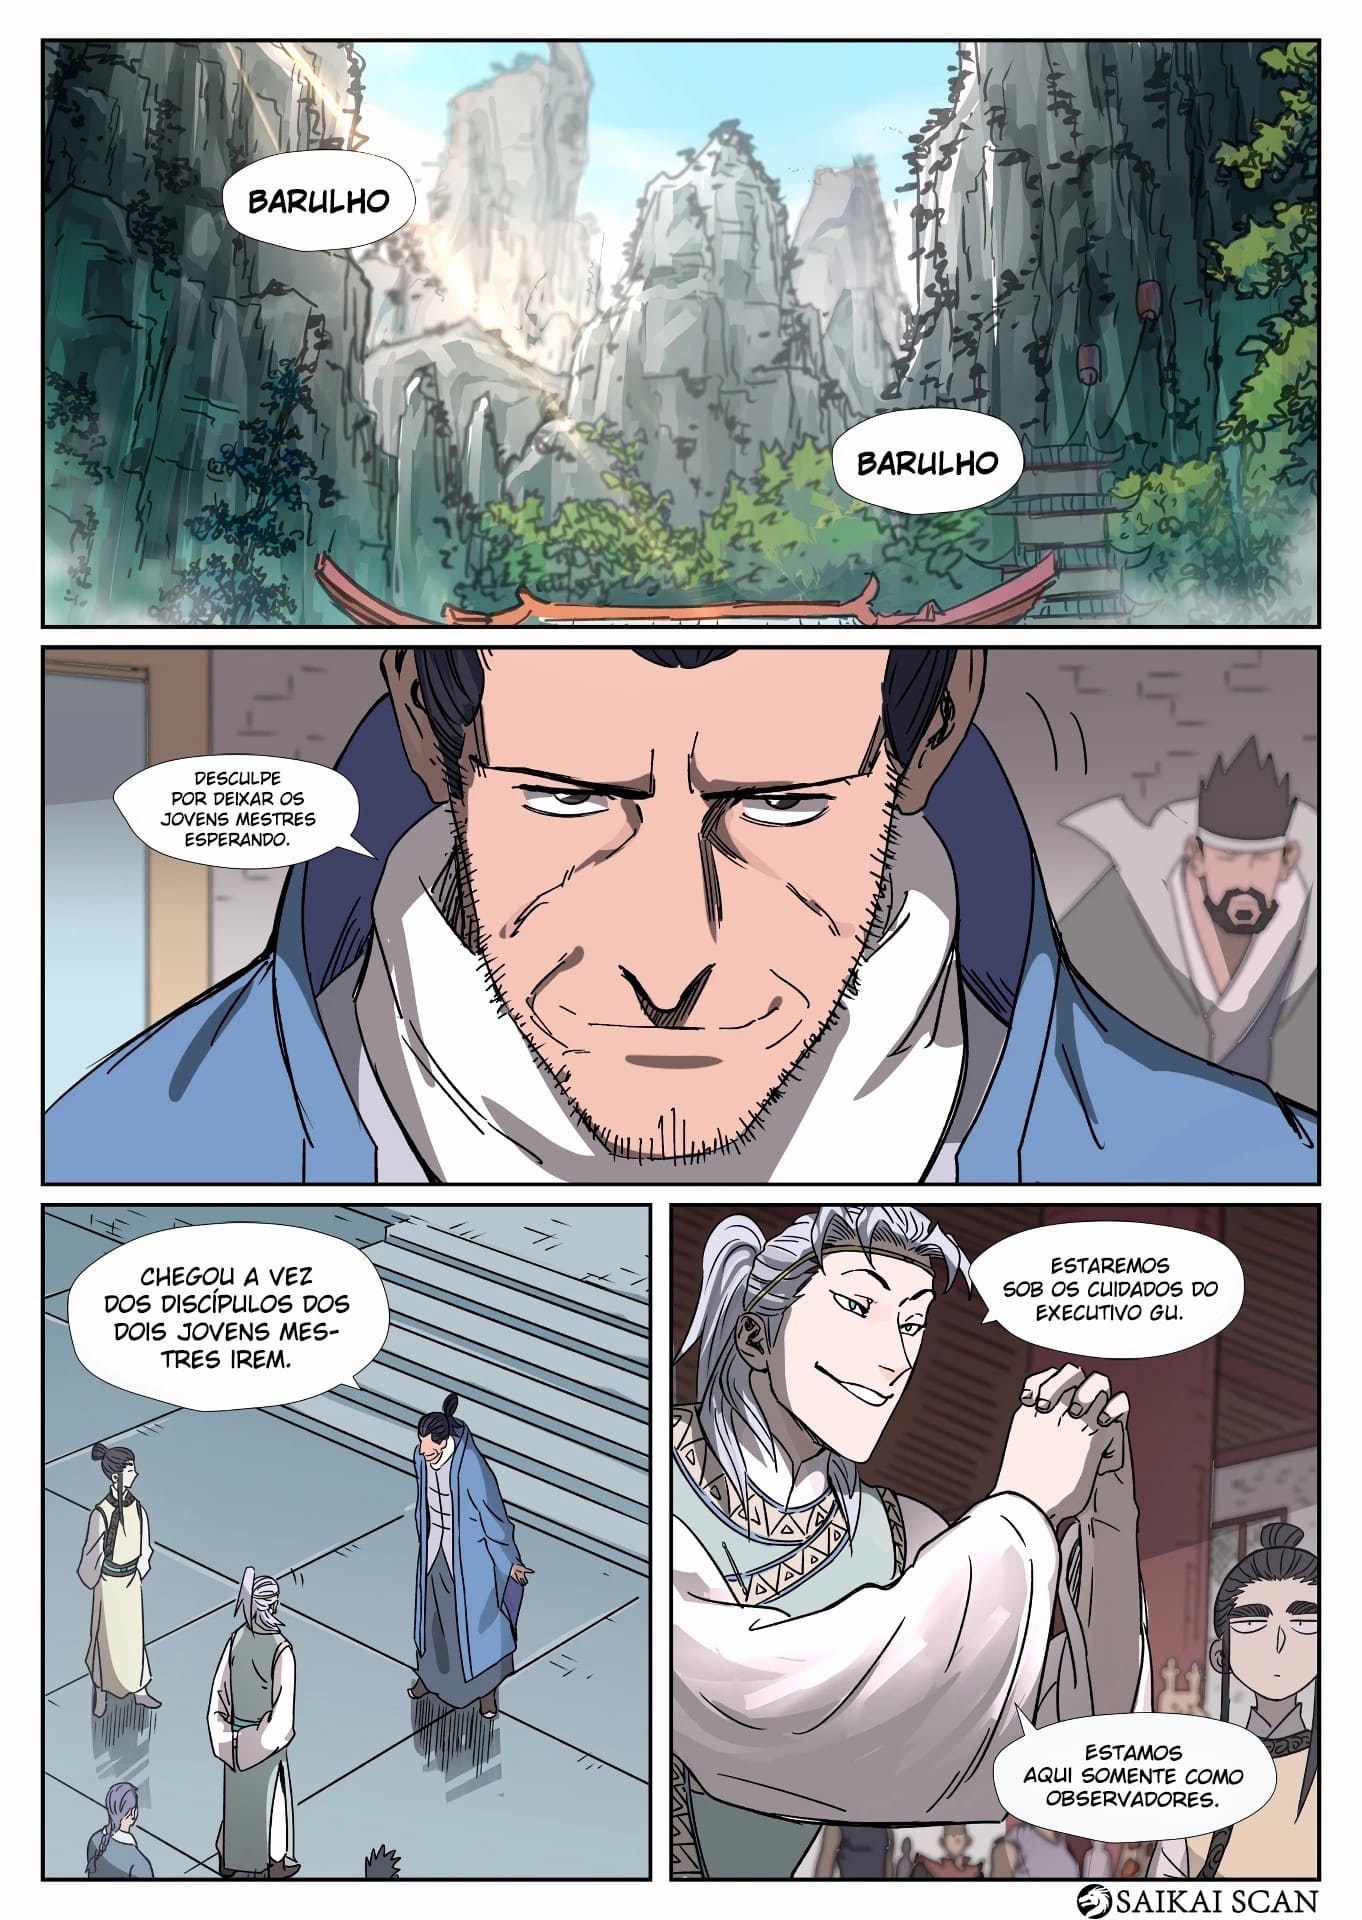 BARULHO
BARULHO
DESCULPE
POR DEIXAR OS
JOVENS MESTRES
ESPERANDO.
CHEGOU A VEZ
DOS DISCÍPULOS DOS
DOIS JOVENS MES-
TRES IREM.
ESTAREMOS
SOB OS CUIDADOS DO
EXECUTIVO GU.
ESTAMOS
AQUI SOMENTE COMO
OBSERVADORES.
SAIKAI SCAN